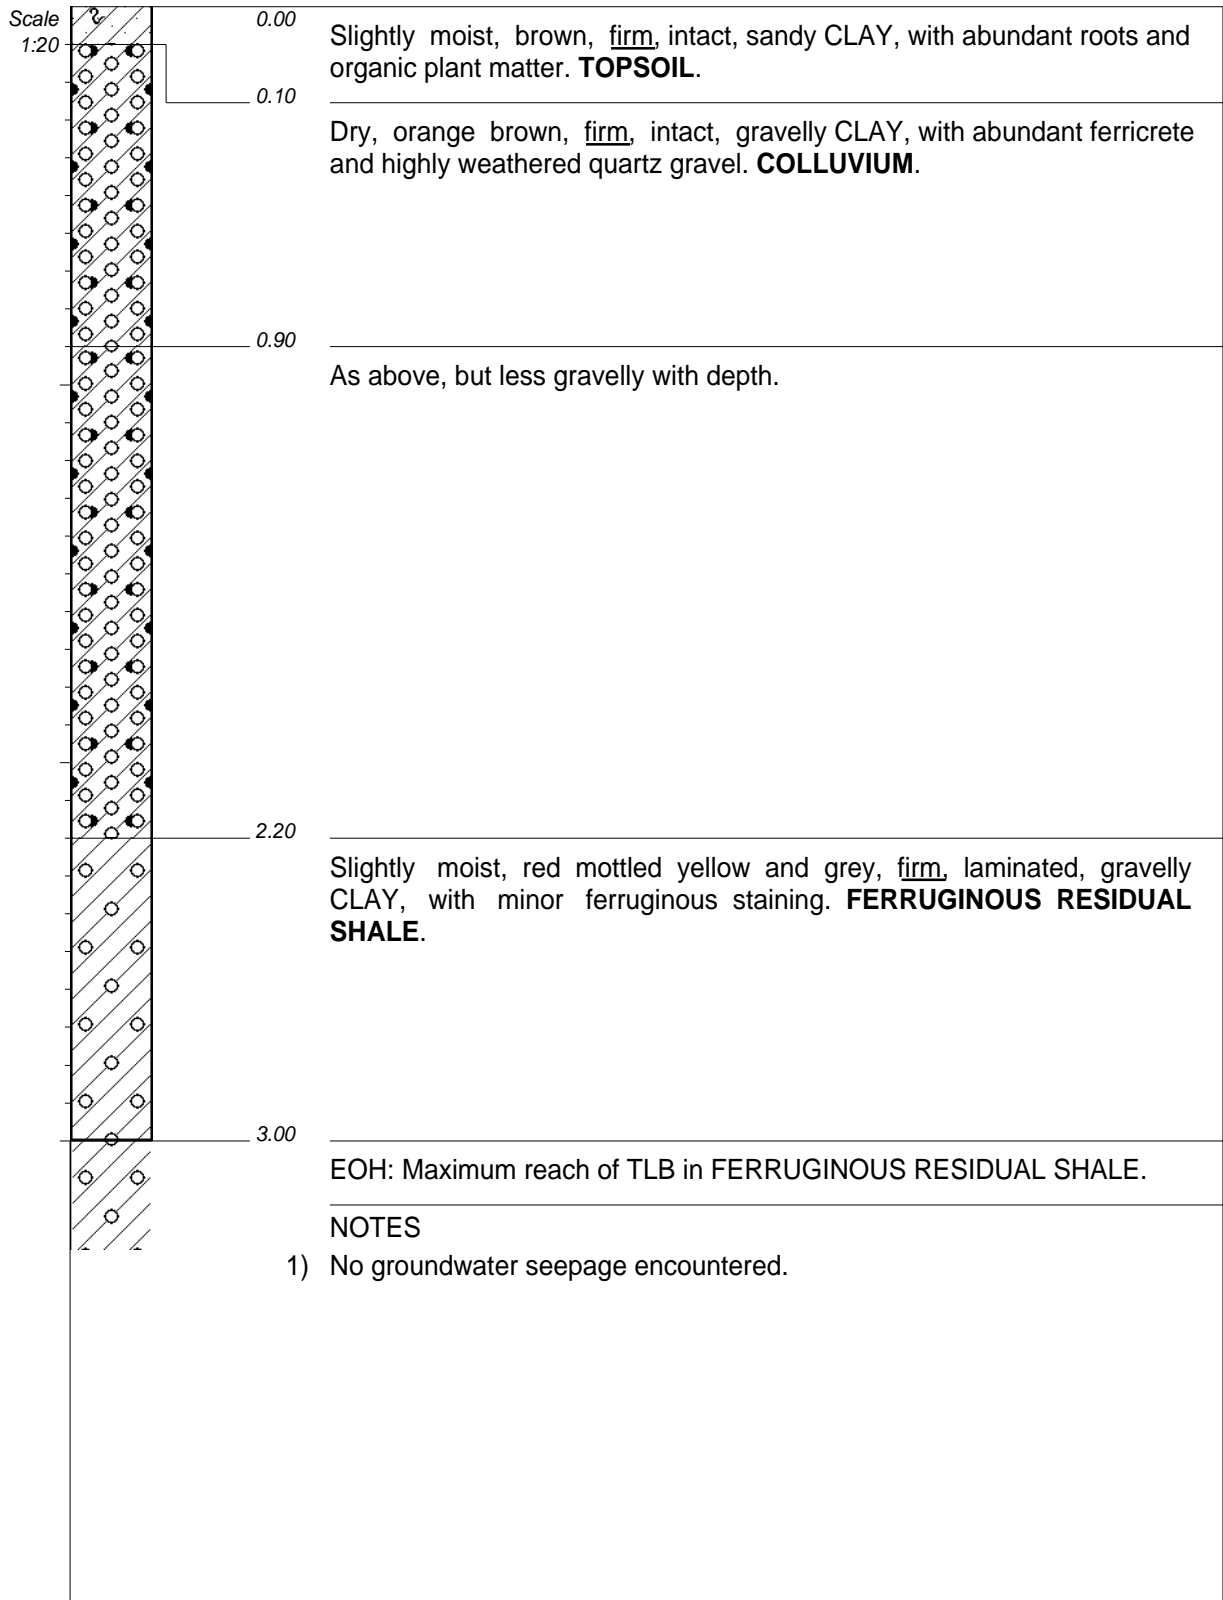 Scale
1:20
0.00
Slightly moist, brown, firm, intact, sandy CLAY, with abundant roots and
organic plant matter. TOPSOIL.
0.10
Dry, orange brown, firm, intact, gravelly CLAY, with abundant ferricrete
and highly weathered quartz gravel. COLLUVIUM.
0.90
As above, but less gravelly with depth.
2.20
Slightly moist, red mottled yellow and grey, firm, laminated, gravelly
CLAY, with minor ferruginous staining. FERRUGINOUS RESIDUAL
SHALE.
3.00
EOH: Maximum reach of TLB in FERRUGINOUS RESIDUAL SHALE.
NOTES
1) No groundwater seepage encountered.